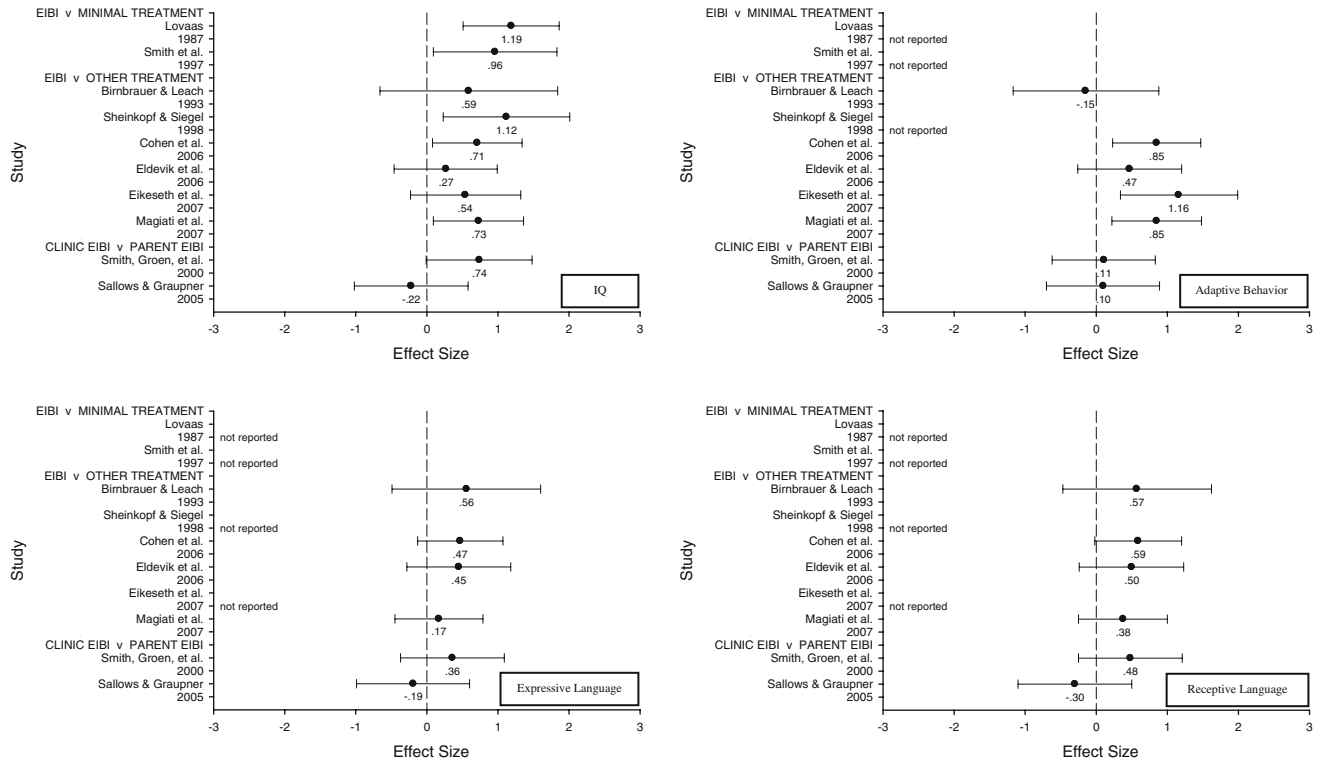 EIBI v MINIMAL TREATMENT
Lovaas
1987
1.19
Smith et al.
1997
.96
EIBI v OTHER TREATMENT
Birnbrauer & Leach
1993
.59
Sheinkopf & Siegel
1998
1.12
Cohen et al.
2006
.71
Eldevik et al.
2006
.27
Eikeseth et al.
2007
.54
Magiati et al.
2007
.73
CLINIC EIBI v PARENT EIBI
Smith, Groen, et al.
2000
.74
Sallows & Graupner
2005
-.22
Study
IQ
-3 -2 -1 0 1 2 3
Effect Size
EIBI v MINIMAL TREATMENT
Lovaas
1987 not reported
Smith et al.
1997 not reported
EIBI v OTHER TREATMENT
Birnbrauer & Leach
1993
-.15
Sheinkopf & Siegel
1998 not reported
Cohen et al.
2006
.85
Eldevik et al.
2006
.47
Eikeseth et al.
2007
1.16
Magiati et al.
2007
.85
CLINIC EIBI v PARENT EIBI
Smith, Groen, et al.
2000
.11
Sallows & Graupner
2005
.10
Study
Adaptive Behavior
-3 -2 -1 0 1 2 3
Effect Size
EIBI v MINIMAL TREATMENT
Lovaas
1987 not reported
Smith et al.
1997 not reported
EIBI v OTHER TREATMENT
Birnbrauer & Leach
1993
.56
Sheinkopf & Siegel
1998 not reported
Cohen et al.
2006
.47
Eldevik et al.
2006
.45
Eikeseth et al.
2007 not reported
Magiati et al.
2007
.17
CLINIC EIBI v PARENT EIBI
Smith, Groen, et al.
2000
.36
Sallows & Graupner
2005
-.19
Study
Expressive Language
-3 -2 -1 0 1 2 3
Effect Size
EIBI v MINIMAL TREATMENT
Lovaas
1987 not reported
Smith et al.
1997 not reported
EIBI v OTHER TREATMENT
Birnbrauer & Leach
1993
.57
Sheinkopf & Siegel
1998 not reported
Cohen et al.
2006
.59
Eldevik et al.
2006
.50
Eikeseth et al.
2007 not reported
Magiati et al.
2007
.38
CLINIC EIBI v PARENT EIBI
Smith, Groen, et al.
2000
.48
Sallows & Graupner
2005
-.30
Study
Receptive Language
-3 -2 -1 0 1 2 3
Effect Size